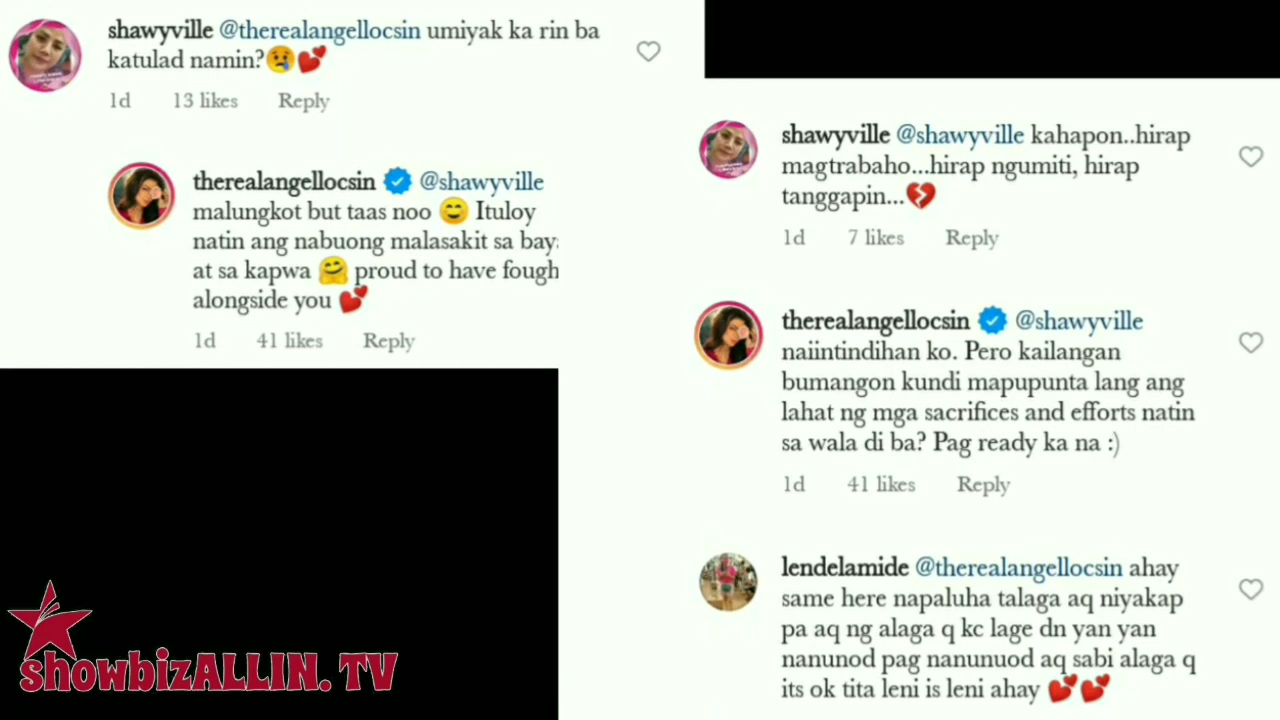 shawyville @therealangellocsin umiyak ka rin ba
katulad namin?😢💕
1d 13 likes Reply
therealangellocsin @shawyville
malungkot but taas noo 😊 Ituloy
natin ang nabuong malasakit sa bay
at sa kapwa 🤗 proud to have fough
alongside you 💕
1d 41 likes Reply
shawyville @shawyville kahapon..hirap
magtrabaho...hirap ngumiti, hirap
tanggapin...💔
1d 7 likes Reply
therealangellocsin @shawyville
naiintindihan ko. Pero kailangan
bumangon kundi mapupunta lang ang
lahat ng mga sacrifices and efforts natin
sa wala di ba? Pag ready ka na :)
1d 41 likes Reply
lendelamide @therealangellocsin ahay
same here napaluha talaga aq niyakap
pa aq ng alaga q kc lage dn yan yan
nanunod pag nanunuod aq sabi alaga q
its ok tita leni is leni ahay 💕💕
showbizALLIN. TV